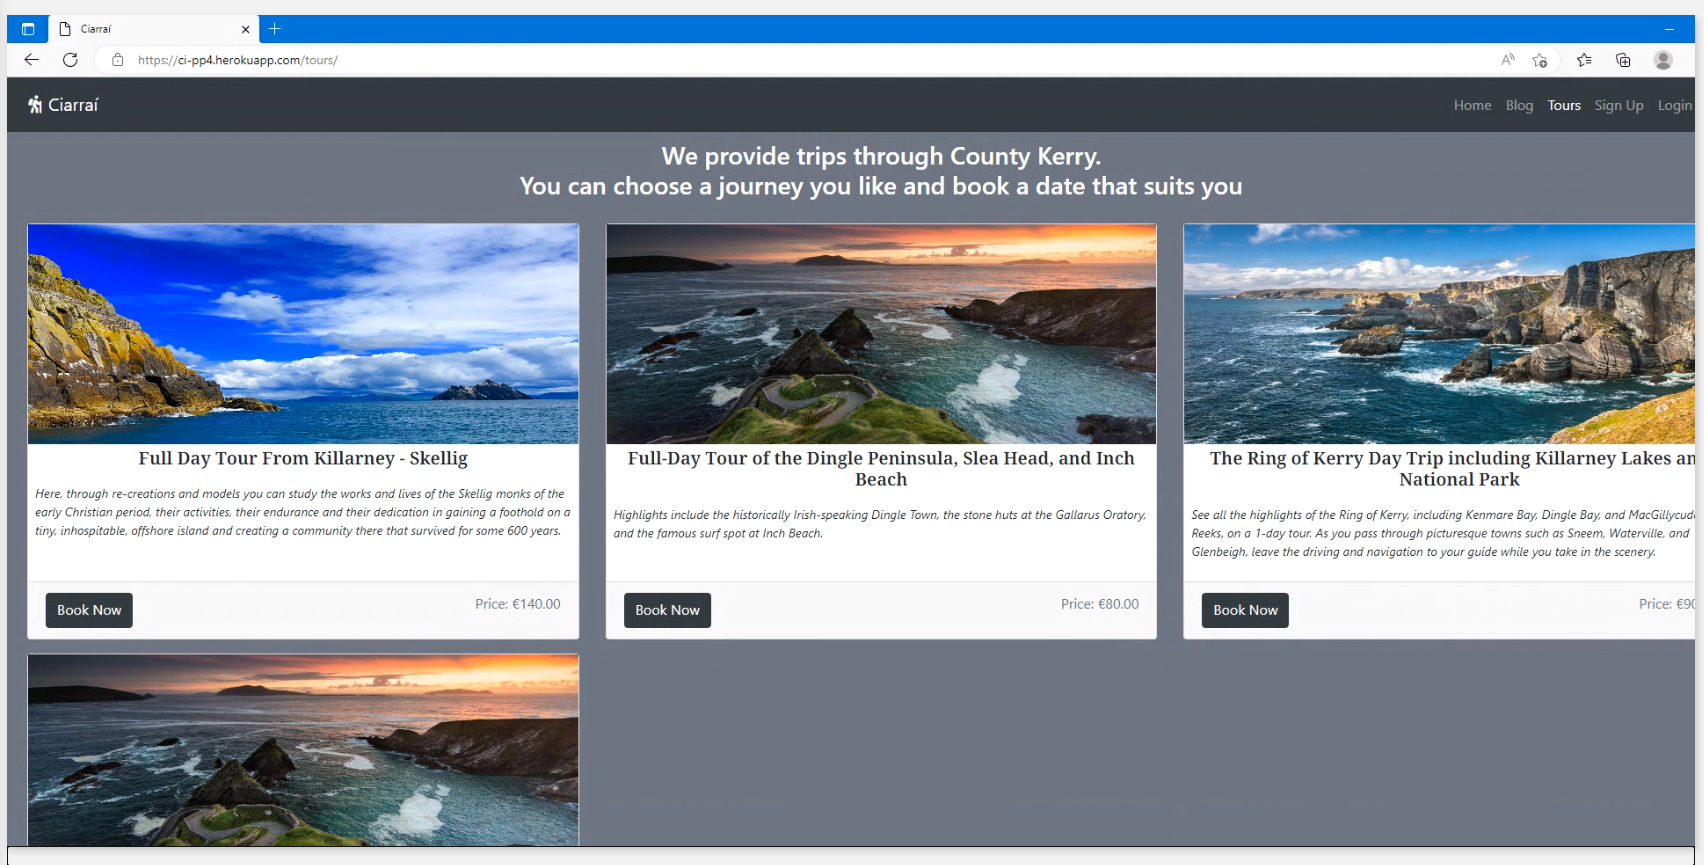 Ciarraí
https://ci-pp4.herokuapp.com/tours/
Ciarraí
Home Blog Tours Sign Up Login
We provide trips through County Kerry.
You can choose a journey you like and book a date that suits you
Full Day Tour From Killarney - Skellig
Here, through re-creations and models you can study the works and lives of the Skellig monks of the
early Christian period, their activities, their endurance and their dedication in gaining a foothold on a
tiny, inhospitable, offshore island and creating a community there that survived for some 600 years.
Book Now
Price: €140.00
Full-Day Tour of the Dingle Peninsula, Slea Head, and Inch
Beach
Highlights include the historically Irish-speaking Dingle Town, the stone huts at the Gallarus Oratory,
and the famous surf spot at Inch Beach.
Book Now
Price: €80.00
The Ring of Kerry Day Trip including Killarney Lakes
National Park
See all the highlights of the Ring of Kerry, including Kenmare Bay, Dingle Bay, and
Reeks, on a 1-day tour. As you pass through picturesque towns such as Sneem, Waterville, and
Glenbeigh, leave the driving and navigation to your guide while you take in the scenery.
Book Now
Price: €90